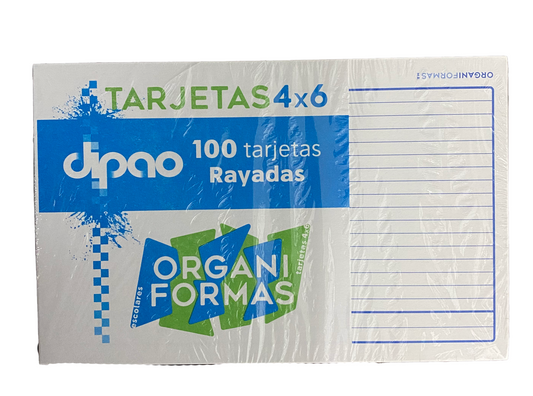 TARJETAS 4x6
ORGANIFORMAS
dipao
100 tarjetas
Rayadas
ORGANI
FORMAS
escolares
tarjetas 4x6